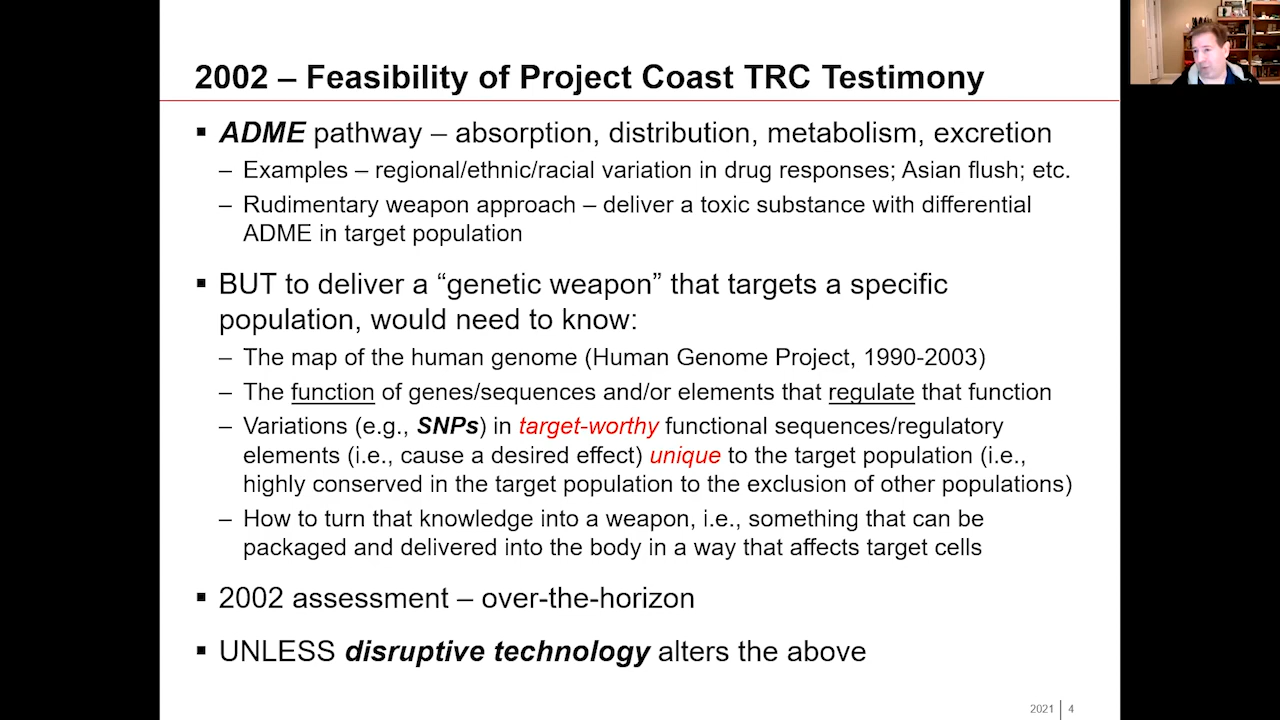 2002 – Feasibility of Project Coast TRC Testimony
▪ ADME pathway – absorption, distribution, metabolism, excretion
– Examples – regional/ethnic/racial variation in drug responses; Asian flush; etc.
– Rudimentary weapon approach – deliver a toxic substance with differential
ADME in target population
▪ BUT to deliver a “genetic weapon” that targets a specific
population, would need to know:
– The map of the human genome (Human Genome Project, 1990-2003)
– The function of genes/sequences and/or elements that regulate that function
– Variations (e.g., SNPs) in target-worthy functional sequences/regulatory
elements (i.e., cause a desired effect) unique to the target population (i.e.,
highly conserved in the target population to the exclusion of other populations)
– How to turn that knowledge into a weapon, i.e., something that can be
packaged and delivered into the body in a way that affects target cells
▪ 2002 assessment – over-the-horizon
▪ UNLESS disruptive technology alters the above
2021 | 4